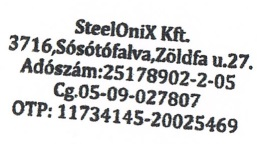 SteelOniX Kft.
3716,Sósótófalva,Zöldfa u.27.
Adószám:25178902-2-05
Cg.05-09-027807
OTP: 11734145-20025469